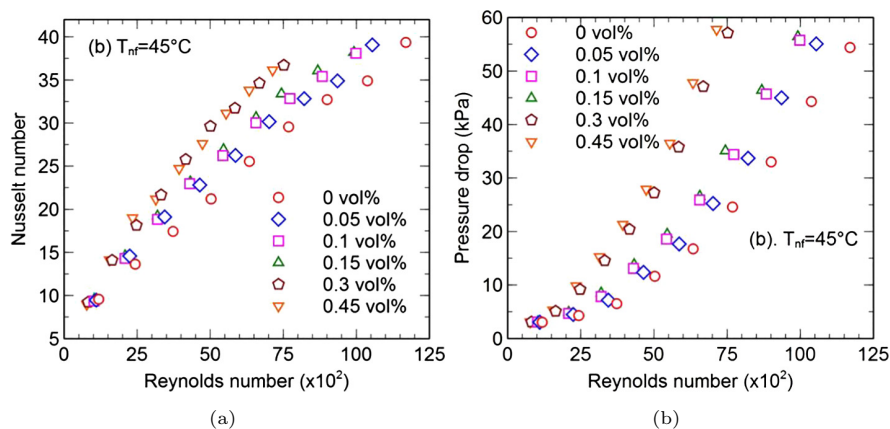 (b) Tnf=45°C
Nusselt number
40
35
30
25
20
15
10
5
0 vol%
0.05 vol%
0.1 vol%
0.15 vol%
0.3 vol%
0.45 vol%
0 25 50 75 100 125
Reynolds number (x10²)
(a)
Pressure drop (kPa)
60
50
40
30
20
10
0
0 vol%
0.05 vol%
0.1 vol%
0.15 vol%
0.3 vol%
0.45 vol%
(b). Tnf=45°C
0 25 50 75 100 125
Reynolds number (x10²)
(b)